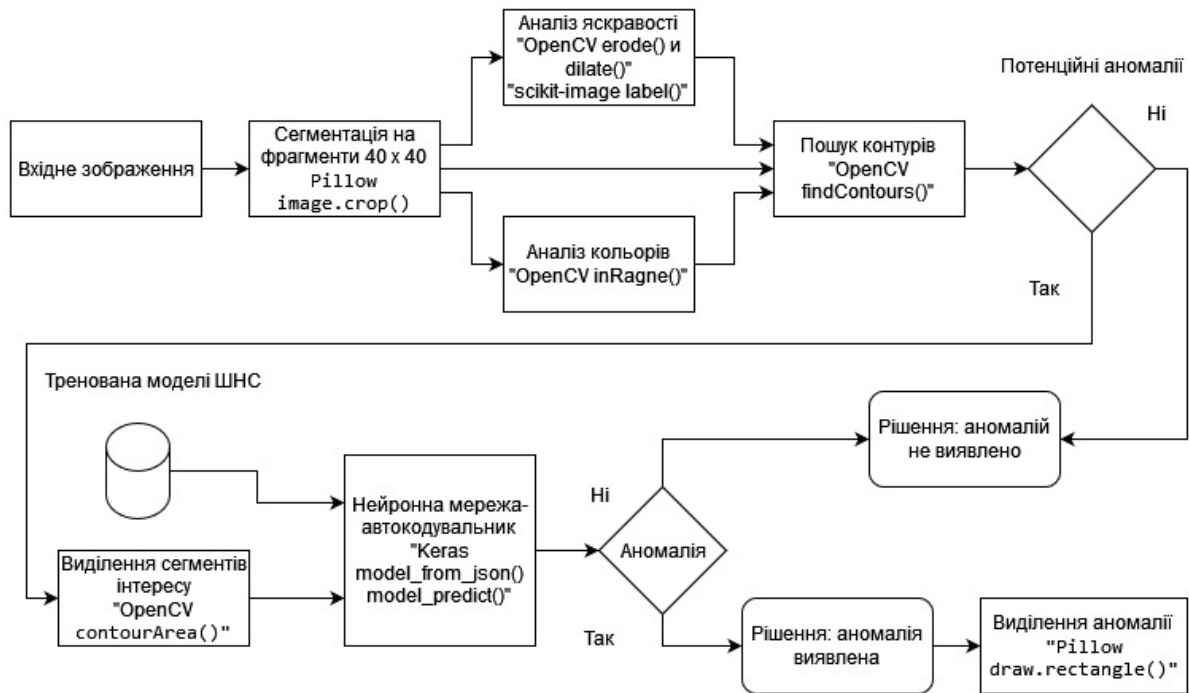 Вхідне зображення
Сегментація на
фрагменти 40 x 40
Pillow
image.crop()
Аналіз яскравості
"OpenCV erode() и
dilate()"
"scikit-image label()"
Аналіз кольорів
"OpenCV inRagne()"
Пошук контурів
"OpenCV
findContours()"
Потенційні аномалії
Ні
Так
Тренована моделі ШНС
Виділення сегментів
інтересу
"OpenCV
contourArea()"
Нейронна мережа-
автокодувальник
"Keras
model_from_json()
model_predict()"
Аномалія
Ні
Так
Рішення: аномалій
не виявлено
Рішення: аномалія
виявлена
Виділення аномалії
"Pillow
draw.rectangle()"